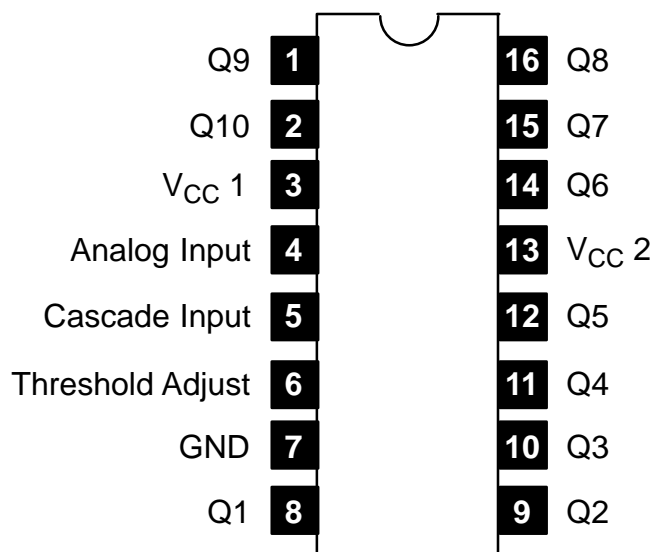 Q9 1 16 Q8
Q10 2 15 Q7
VCC 1 3 14 Q6
Analog Input 4 13 VCC 2
Cascade Input 5 12 Q5
Threshold Adjust 6 11 Q4
GND 7 10 Q3
Q1 8 9 Q2